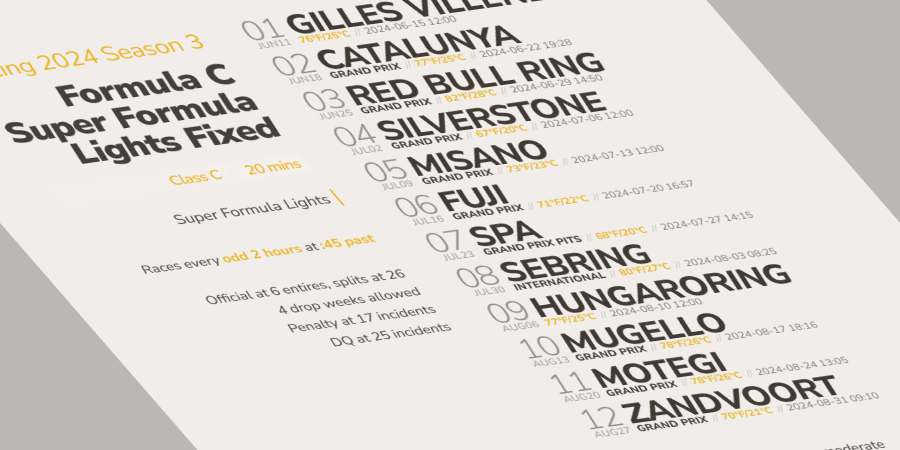 2024 Season 3
Formula C
Super Formula
Lights Fixed
Class C // 20 mins
Super Formula Lights
Races every odd 2 hours at :45 past
Official at 6 entires, splits at 26
4 drop weeks allowed
Penalty at 17 incidents
DQ at 25 incidents
01 GILLES
JUN11 76°F/25°C // 2024-06-15 12:00
02 CATALUNYA
JUN18 GRAND PRIX // 77°F/25°C // 2024-06-22 19:28
03 RED BULL RING
JUN25 GRAND PRIX // 82°F/28°C // 2024-06-29 14:50
04 SILVERSTONE
JUL02 GRAND PRIX // 67°F/20°C // 2024-07-06 12:00
05 MISANO
JUL09 GRAND PRIX // 73°F/23°C // 2024-07-13 12:00
06 FUJI
JUL16 GRAND PRIX // 71°F/22°C // 2024-07-20 16:57
07 SPA
JUL23 GRAND PRIX PITS // 68°F/20°C // 2024-07-27 14:15
08 SEBRING
JUL30 INTERNATIONAL // 80°F/27°C // 2024-08-03 08:25
09 HUNGARORING
AUG06 77°F/25°C // 2024-08-10 12:00
10 MUGELLO
AUG13 GRAND PRIX // 78°F/26°C // 2024-08-17 18:16
11 MOTEGI
AUG20 GRAND PRIX // 78°F/26°C // 2024-08-24 13:05
12 ZANDVOORT
AUG27 GRAND PRIX // 70°F/21°C // 2024-08-31 09:10